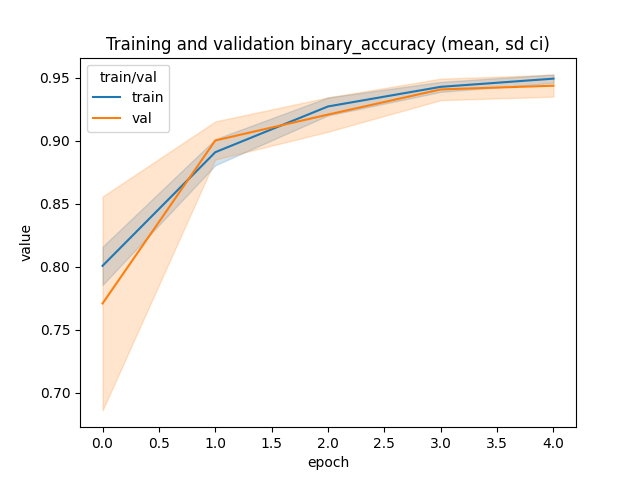 Training and validation binary_accuracy (mean, sd ci)
train/val
train
val
0.95
0.90
0.85
0.80
0.75
0.70
value
0.0 0.5 1.0 1.5 2.0 2.5 3.0 3.5 4.0
epoch